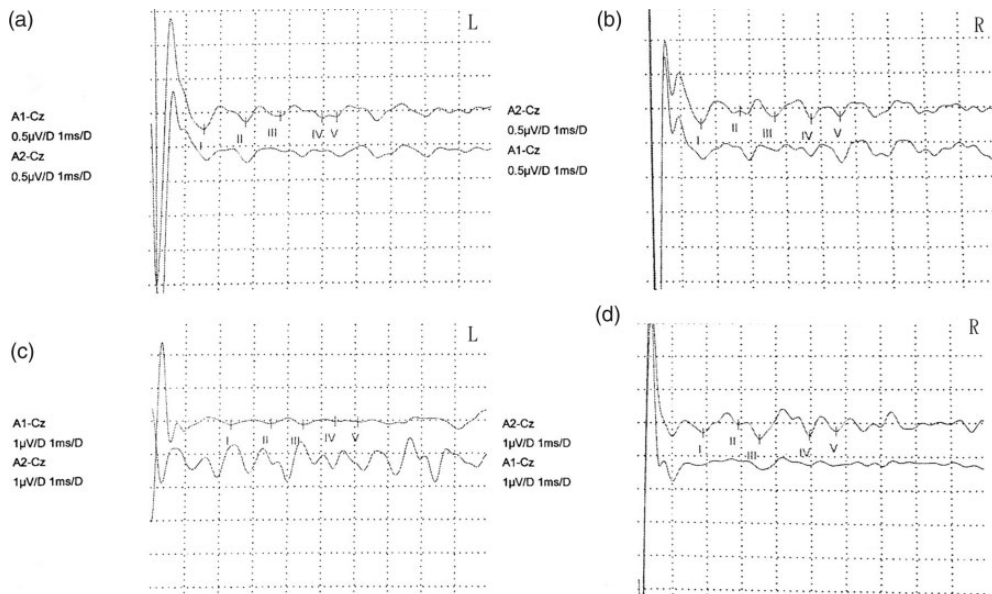 (a)
L
A1-Cz
0.5µV/D 1ms/D
A2-Cz
0.5µV/D 1ms/D
I II III IV V
(b)
R
A2-Cz
0.5µV/D 1ms/D
A1-Cz
0.5µV/D 1ms/D
I II III IV V
(c)
L
A1-Cz
1µV/D 1ms/D
A2-Cz
1µV/D 1ms/D
I II III IV V
(d)
R
A2-Cz
1µV/D 1ms/D
A1-Cz
1µV/D 1ms/D
I II III IV V